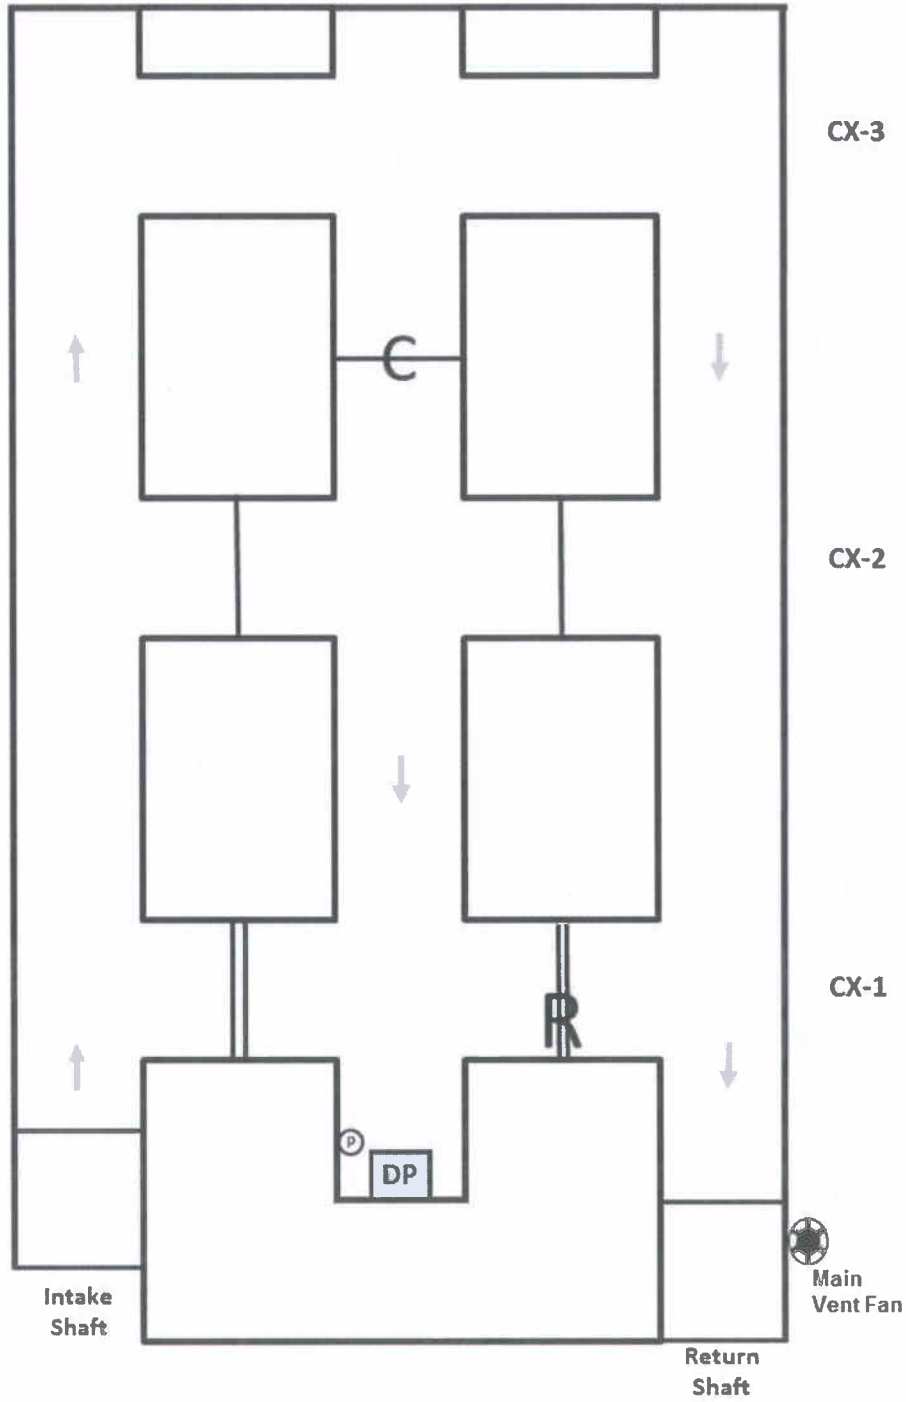 CX-3
C
CX-2
CX-1
R
P
DP
Intake
Shaft
Main
Vent Fan
Return
Shaft